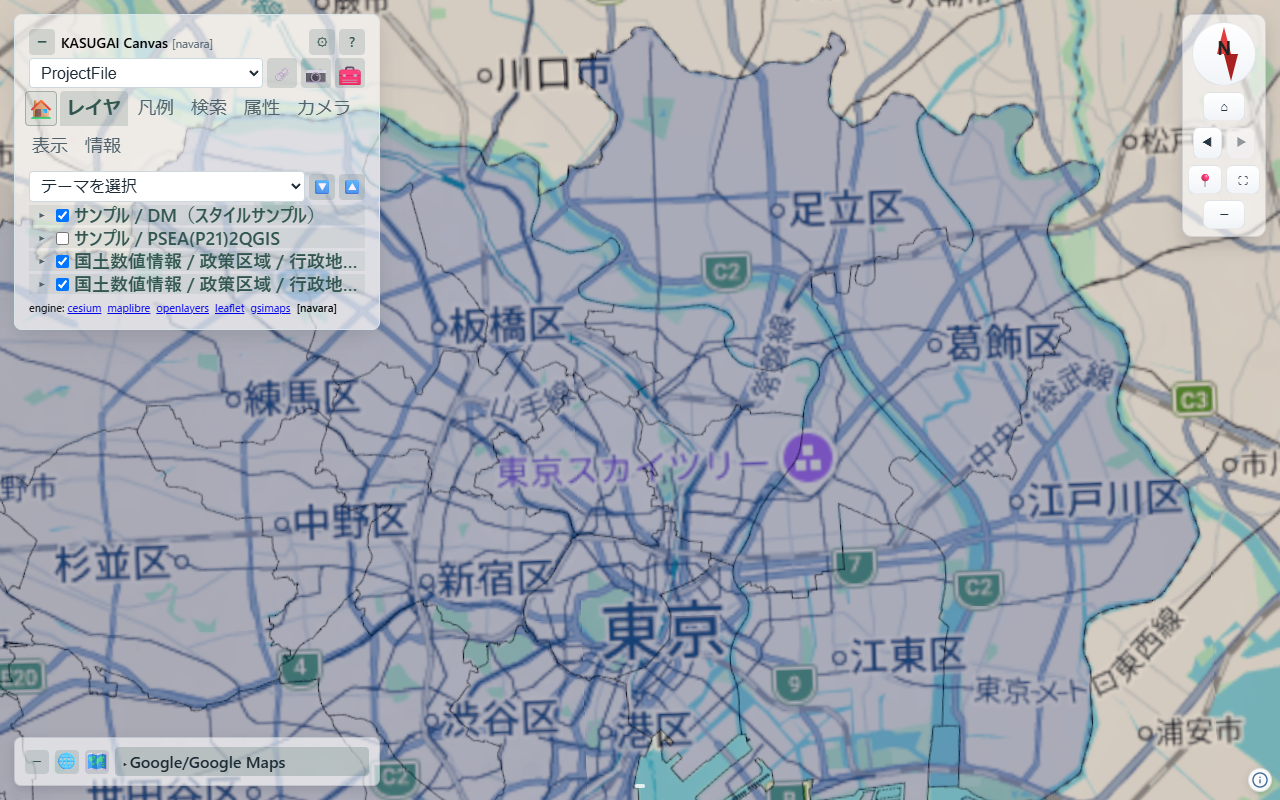 KASUGAI Canvas [navara]
?
ProjectFile
レイヤ 凡例 検索 属性 カメラ
表示 情報
テーマを選択
サンプル / DM（スタイルサンプル）
サンプル / PSEA(P21)2QGIS
国土数値情報 / 政策区域 / 行政地...
国土数値情報 / 政策区域 / 行政地...
engine: cesium maplibre openlayers leaflet gsimaps [navara]
N
川口市
松戸
足立区
C2
板橋区
常磐線
葛飾区
練馬区
山手線
中央・総武線
C3
東京スカイツリー
市川
野市
江戸川区
中野区
杉並区
新宿区
7
C2
東京
江東区
4
E20
9
東京メート
東西線
渋谷区
港区
浦安市
Google/Google Maps
C2
世田谷区